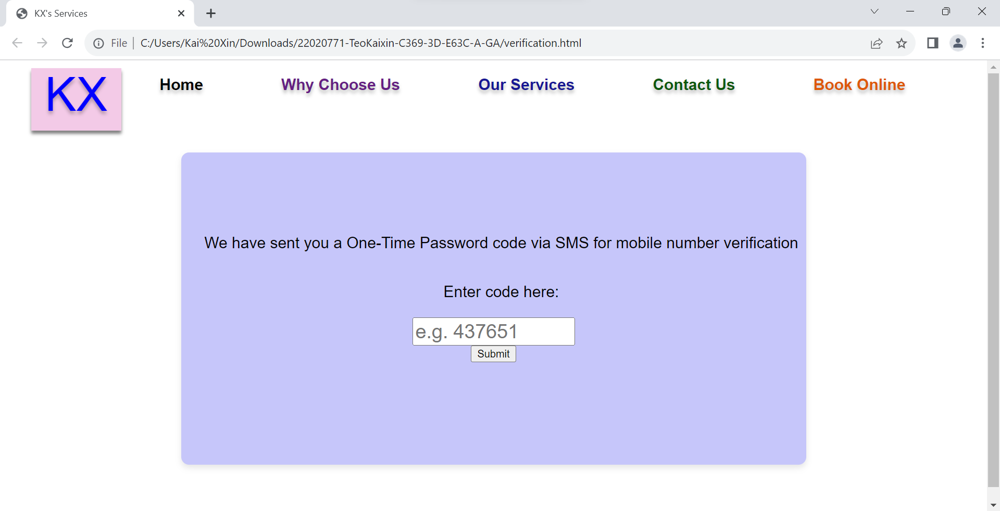 KX's Services
File
C:/Users/Kai%20Xin/Downloads/22020771-TeoKaixin-C369-3D-E63C-A-GA/verification.html
KX
Home
Why Choose Us
Our Services
Contact Us
Book Online
We have sent you a One-Time Password code via SMS for mobile number verification
Enter code here:
e.g. 437651
Submit